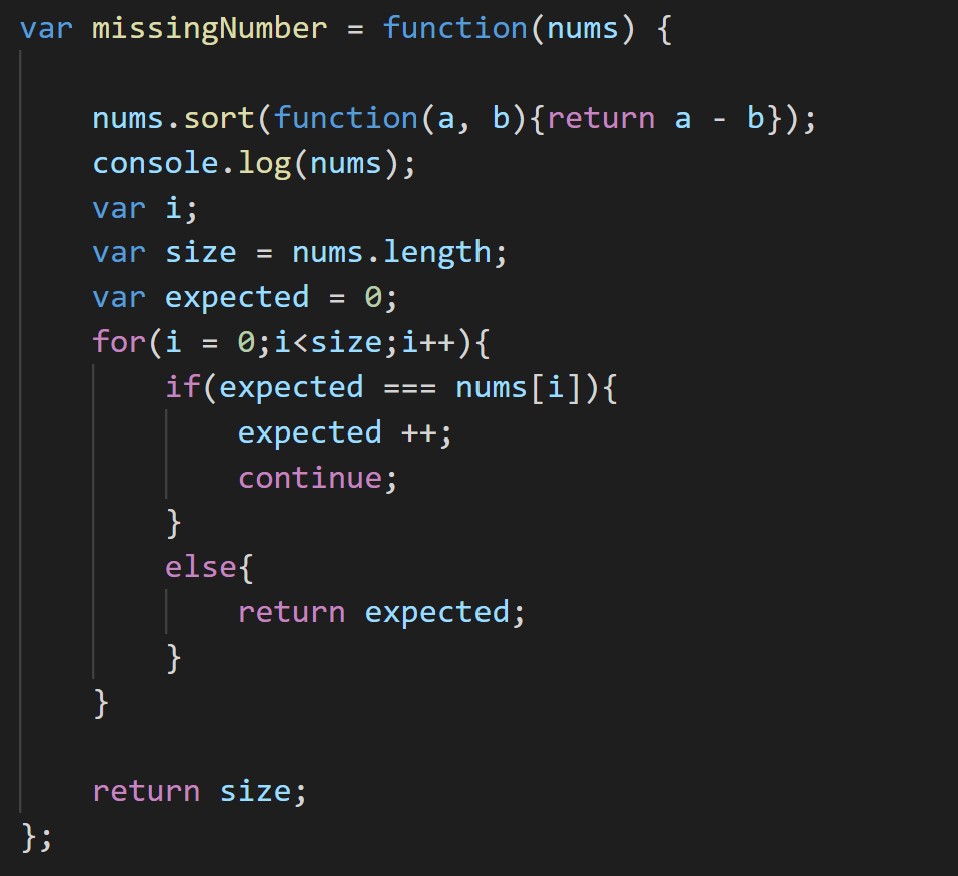 var missingNumber = function(nums) {
    nums.sort(function(a, b){return a - b});
    console.log(nums);
    var i;
    var size = nums.length;
    var expected = 0;
    for(i = 0;i<size;i++){
        if(expected === nums[i]){
            expected ++;
            continue;
        }
        else{
            return expected;
        }
    }
    return size;
};